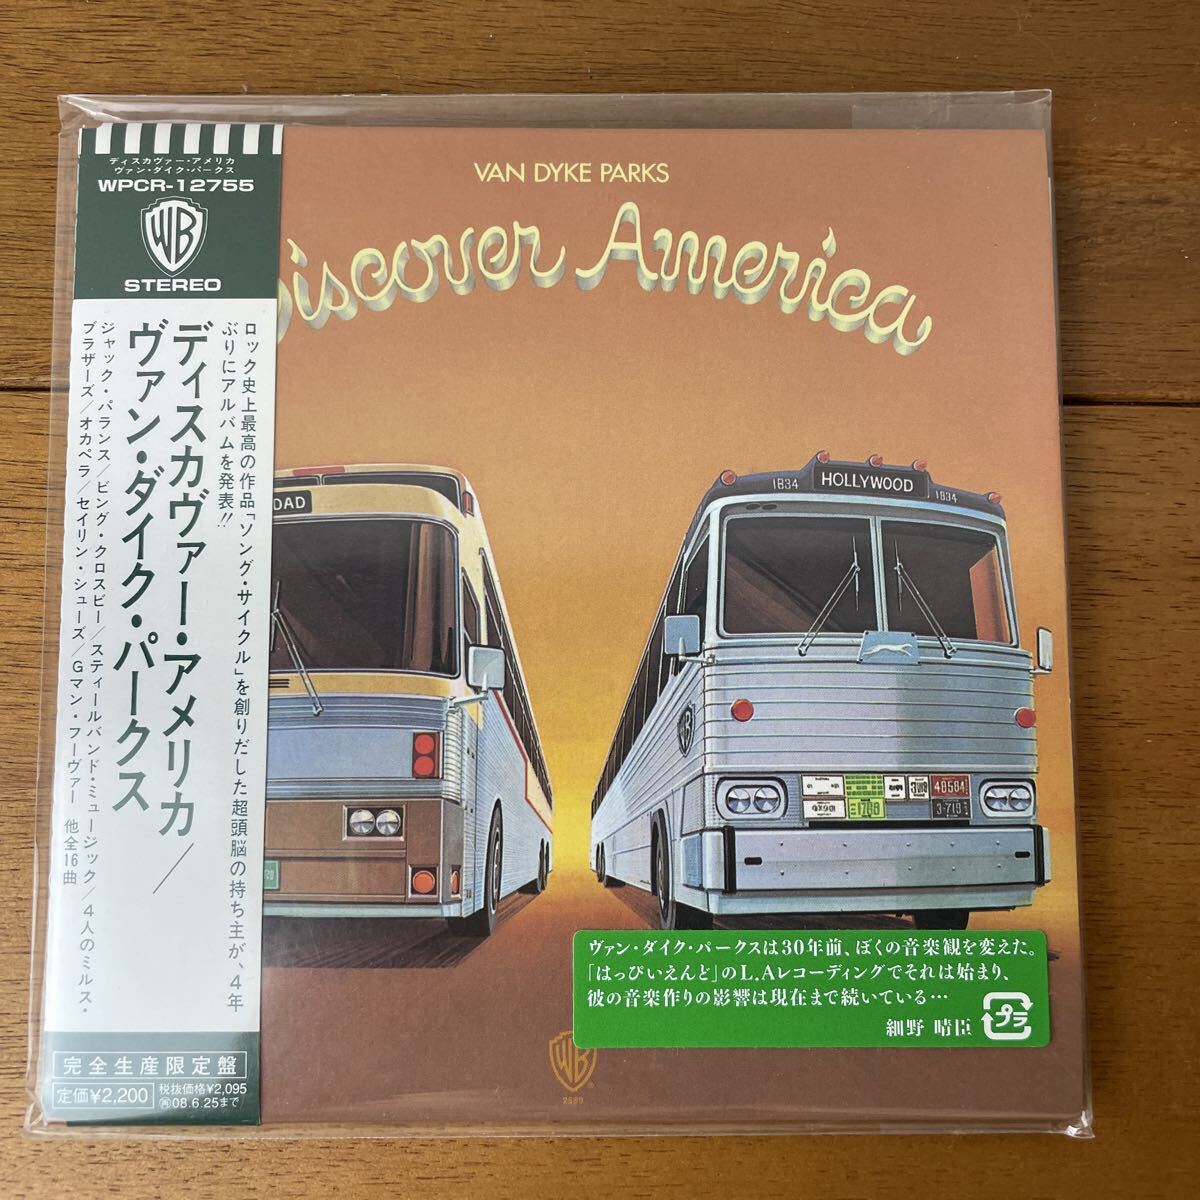 ディスカヴァー・アメリカ
ヴァン・ダイク・パークス
WPCR-12755
WB
STEREO
ロック史上最高の作品「ソング・サイクル」を創りだした超頭脳の持ち主が、4年
ぶりにアルバムを発表!!
ディスカヴァー・アメリカ/
ヴァン・ダイク・パークス
ジャック・パランス/ビング・クロスビー/スティールバンド・ミュージック/4人のミルス・
ブラザーズ/オカペラ/セイリン・シューズ/Gマン・フーヴァー 他全16曲
完全生産限定盤
定価¥2,200
税抜価格¥2,095
08.6.25まで
VAN DYKE PARKS
Discover America
DAD
1834
HOLLYWOOD
1834
WB
48584
1769
ヴァン・ダイク・パークスは30年前、ぼくの音楽観を変えた。
「はっぴいえんど」のL.Aレコーディングでそれは始まり、
彼の音楽作りの影響は現在まで続いている…
細野 晴臣
プラ
WB
2589